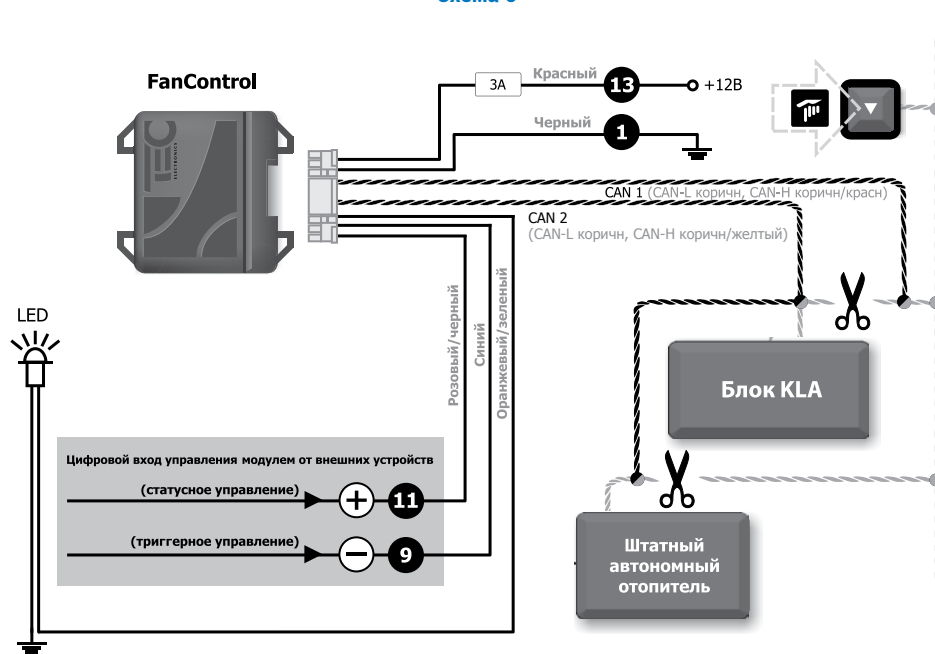 FanControl
TEC
ELECTRONICS
3А
Красный
13
+12В
Черный
1
CAN 1 (CAN-L коричн, CAN-H коричн/красн)
CAN 2
(CAN-L коричн, CAN-H коричн/желтый)
LED
Розовый/черный
Синий
Оранжевый/зеленый
Блок KLA
Цифровой вход управления модулем от внешних устройств
(статусное управление)
+
11
(триггерное управление)
−
9
Штатный
автономный
отопитель